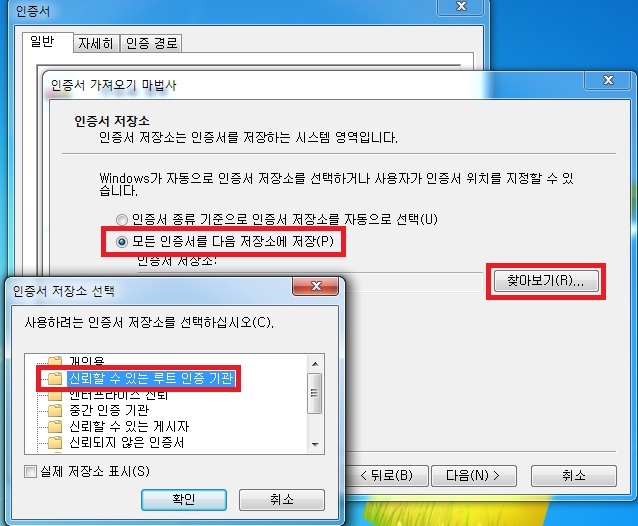 인증서
일반
자세히
인증 경로
인증서 가져오기 마법사
인증서 저장소
인증서 저장소는 인증서를 저장하는 시스템 영역입니다.
Windows가 자동으로 인증서 저장소를 선택하거나 사용자가 인증서 위치를 지정할 수 있
습니다.
인증서 종류 기준으로 인증서 저장소를 자동으로 선택(U)
모든 인증서를 다음 저장소에 저장(P)
인증서 저장소:
찾아보기(R)...
인증서 저장소 선택
사용하려는 인증서 저장소를 선택하십시오(C).
개인용
신뢰할 수 있는 루트 인증 기관
엔터프라이즈 신뢰
중간 인증 기관
신뢰할 수 있는 게시자
신뢰되지 않은 인증서
실제 저장소 표시(S)
확인
취소
< 뒤로(B)
다음(N) >
취소